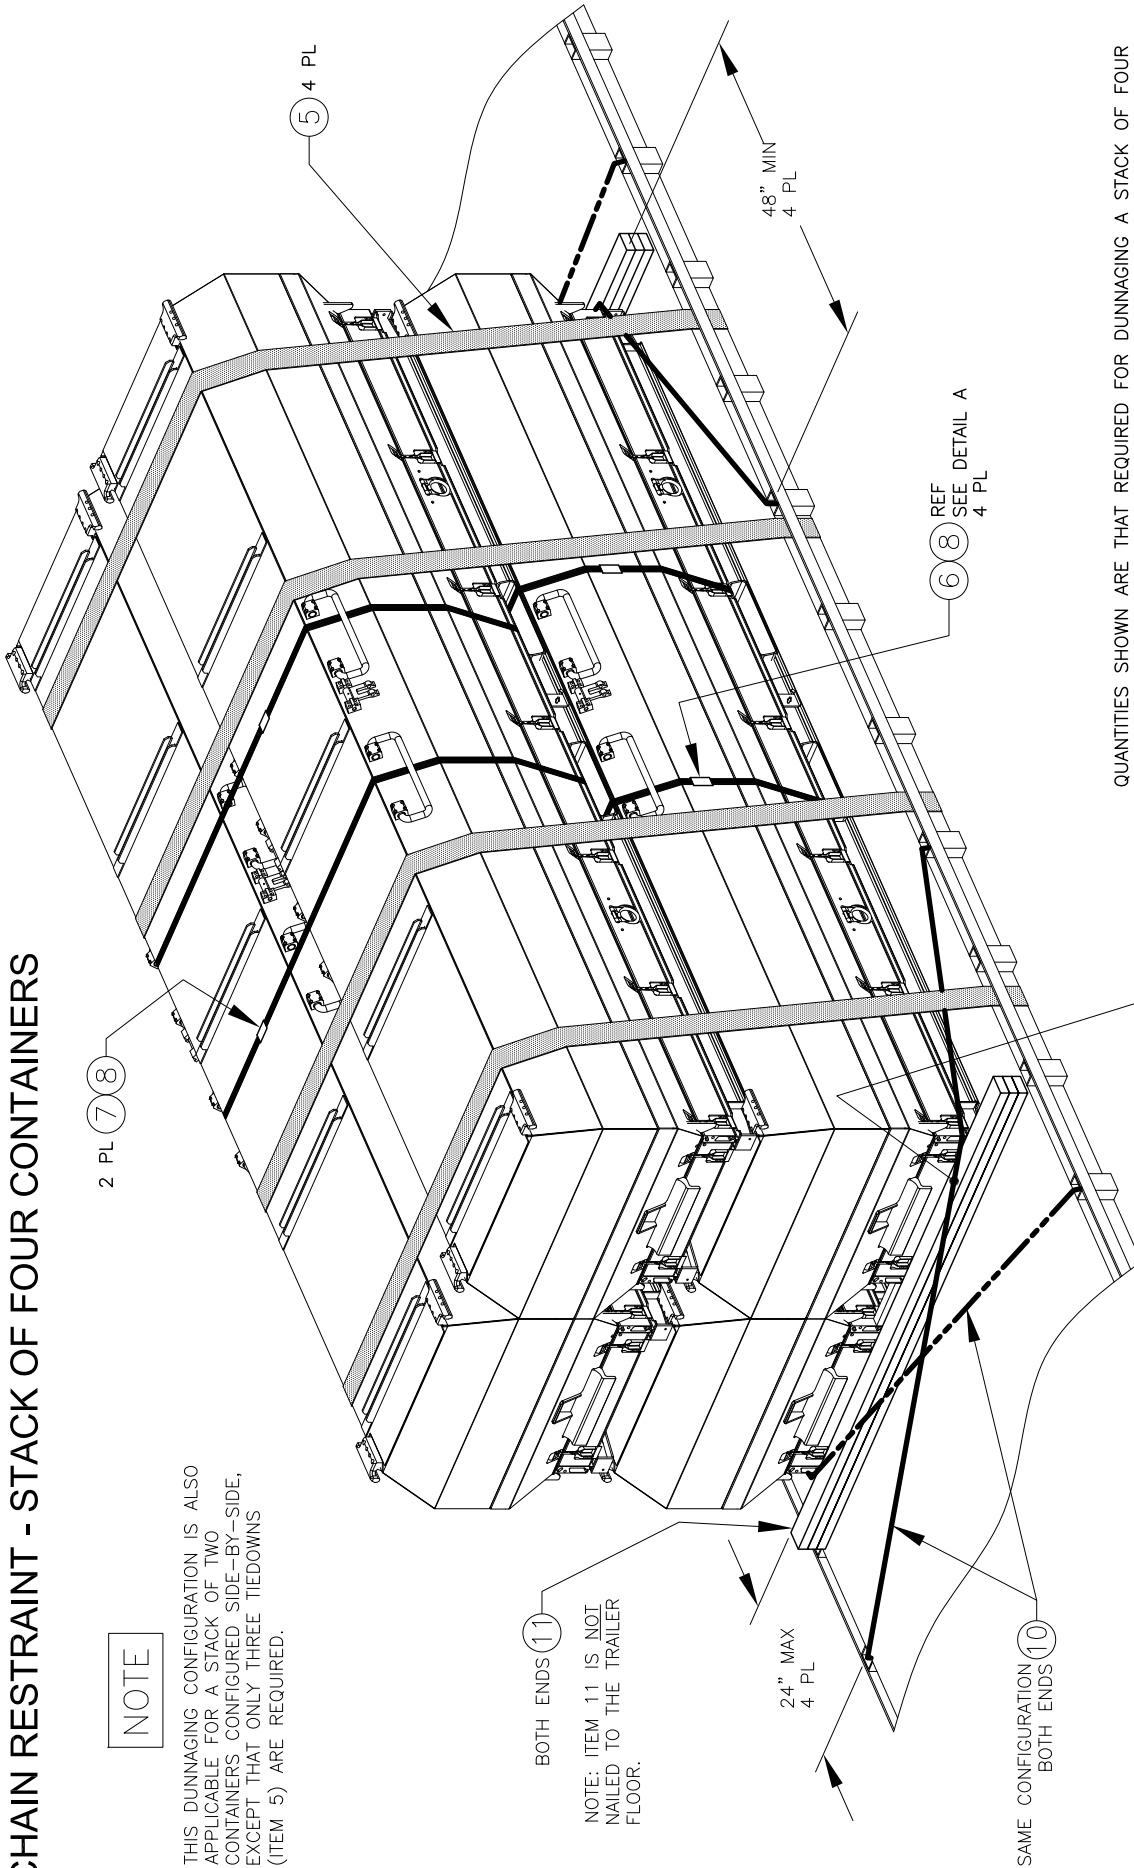 CHAIN RESTRAINT - STACK OF FOUR CONTAINERS
NOTE
THIS DUNNAGING CONFIGURATION IS ALSO
APPLICABLE FOR A STACK OF TWO
CONTAINERS CONFIGURED SIDE-BY-SIDE,
EXCEPT THAT ONLY THREE TIEDOWNS
(ITEM 5) ARE REQUIRED.
2 PL 7 8
5 4 PL
BOTH ENDS 11
NOTE: ITEM 11 IS NOT
NAILED TO THE TRAILER
FLOOR.
24" MAX
4 PL
48" MIN
4 PL
6 8 REF
SEE DETAIL A
4 PL
SAME CONFIGURATION
BOTH ENDS 10
QUANTITIES SHOWN ARE THAT REQUIRED FOR DUNNAGING A STACK OF FOUR